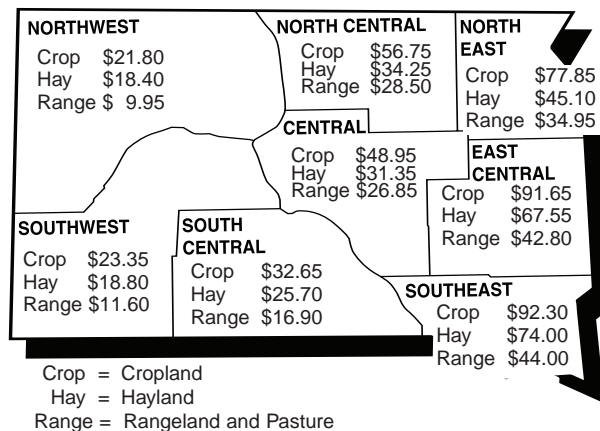 NORTHWEST
Crop $21.80
Hay $18.40
Range $ 9.95
NORTH CENTRAL
Crop $56.75
Hay $34.25
Range $28.50
NORTH
EAST
Crop $77.85
Hay $45.10
Range $34.95
CENTRAL
Crop $48.95
Hay $31.35
Range $26.85
EAST
CENTRAL
Crop $91.65
Hay $67.55
Range $42.80
SOUTHWEST
Crop $23.35
Hay $18.80
Range $11.60
SOUTH
CENTRAL
Crop $32.65
Hay $25.70
Range $16.90
SOUTHEAST
Crop $92.30
Hay $74.00
Range $44.00
Crop = Cropland
Hay = Hayland
Range = Rangeland and Pasture